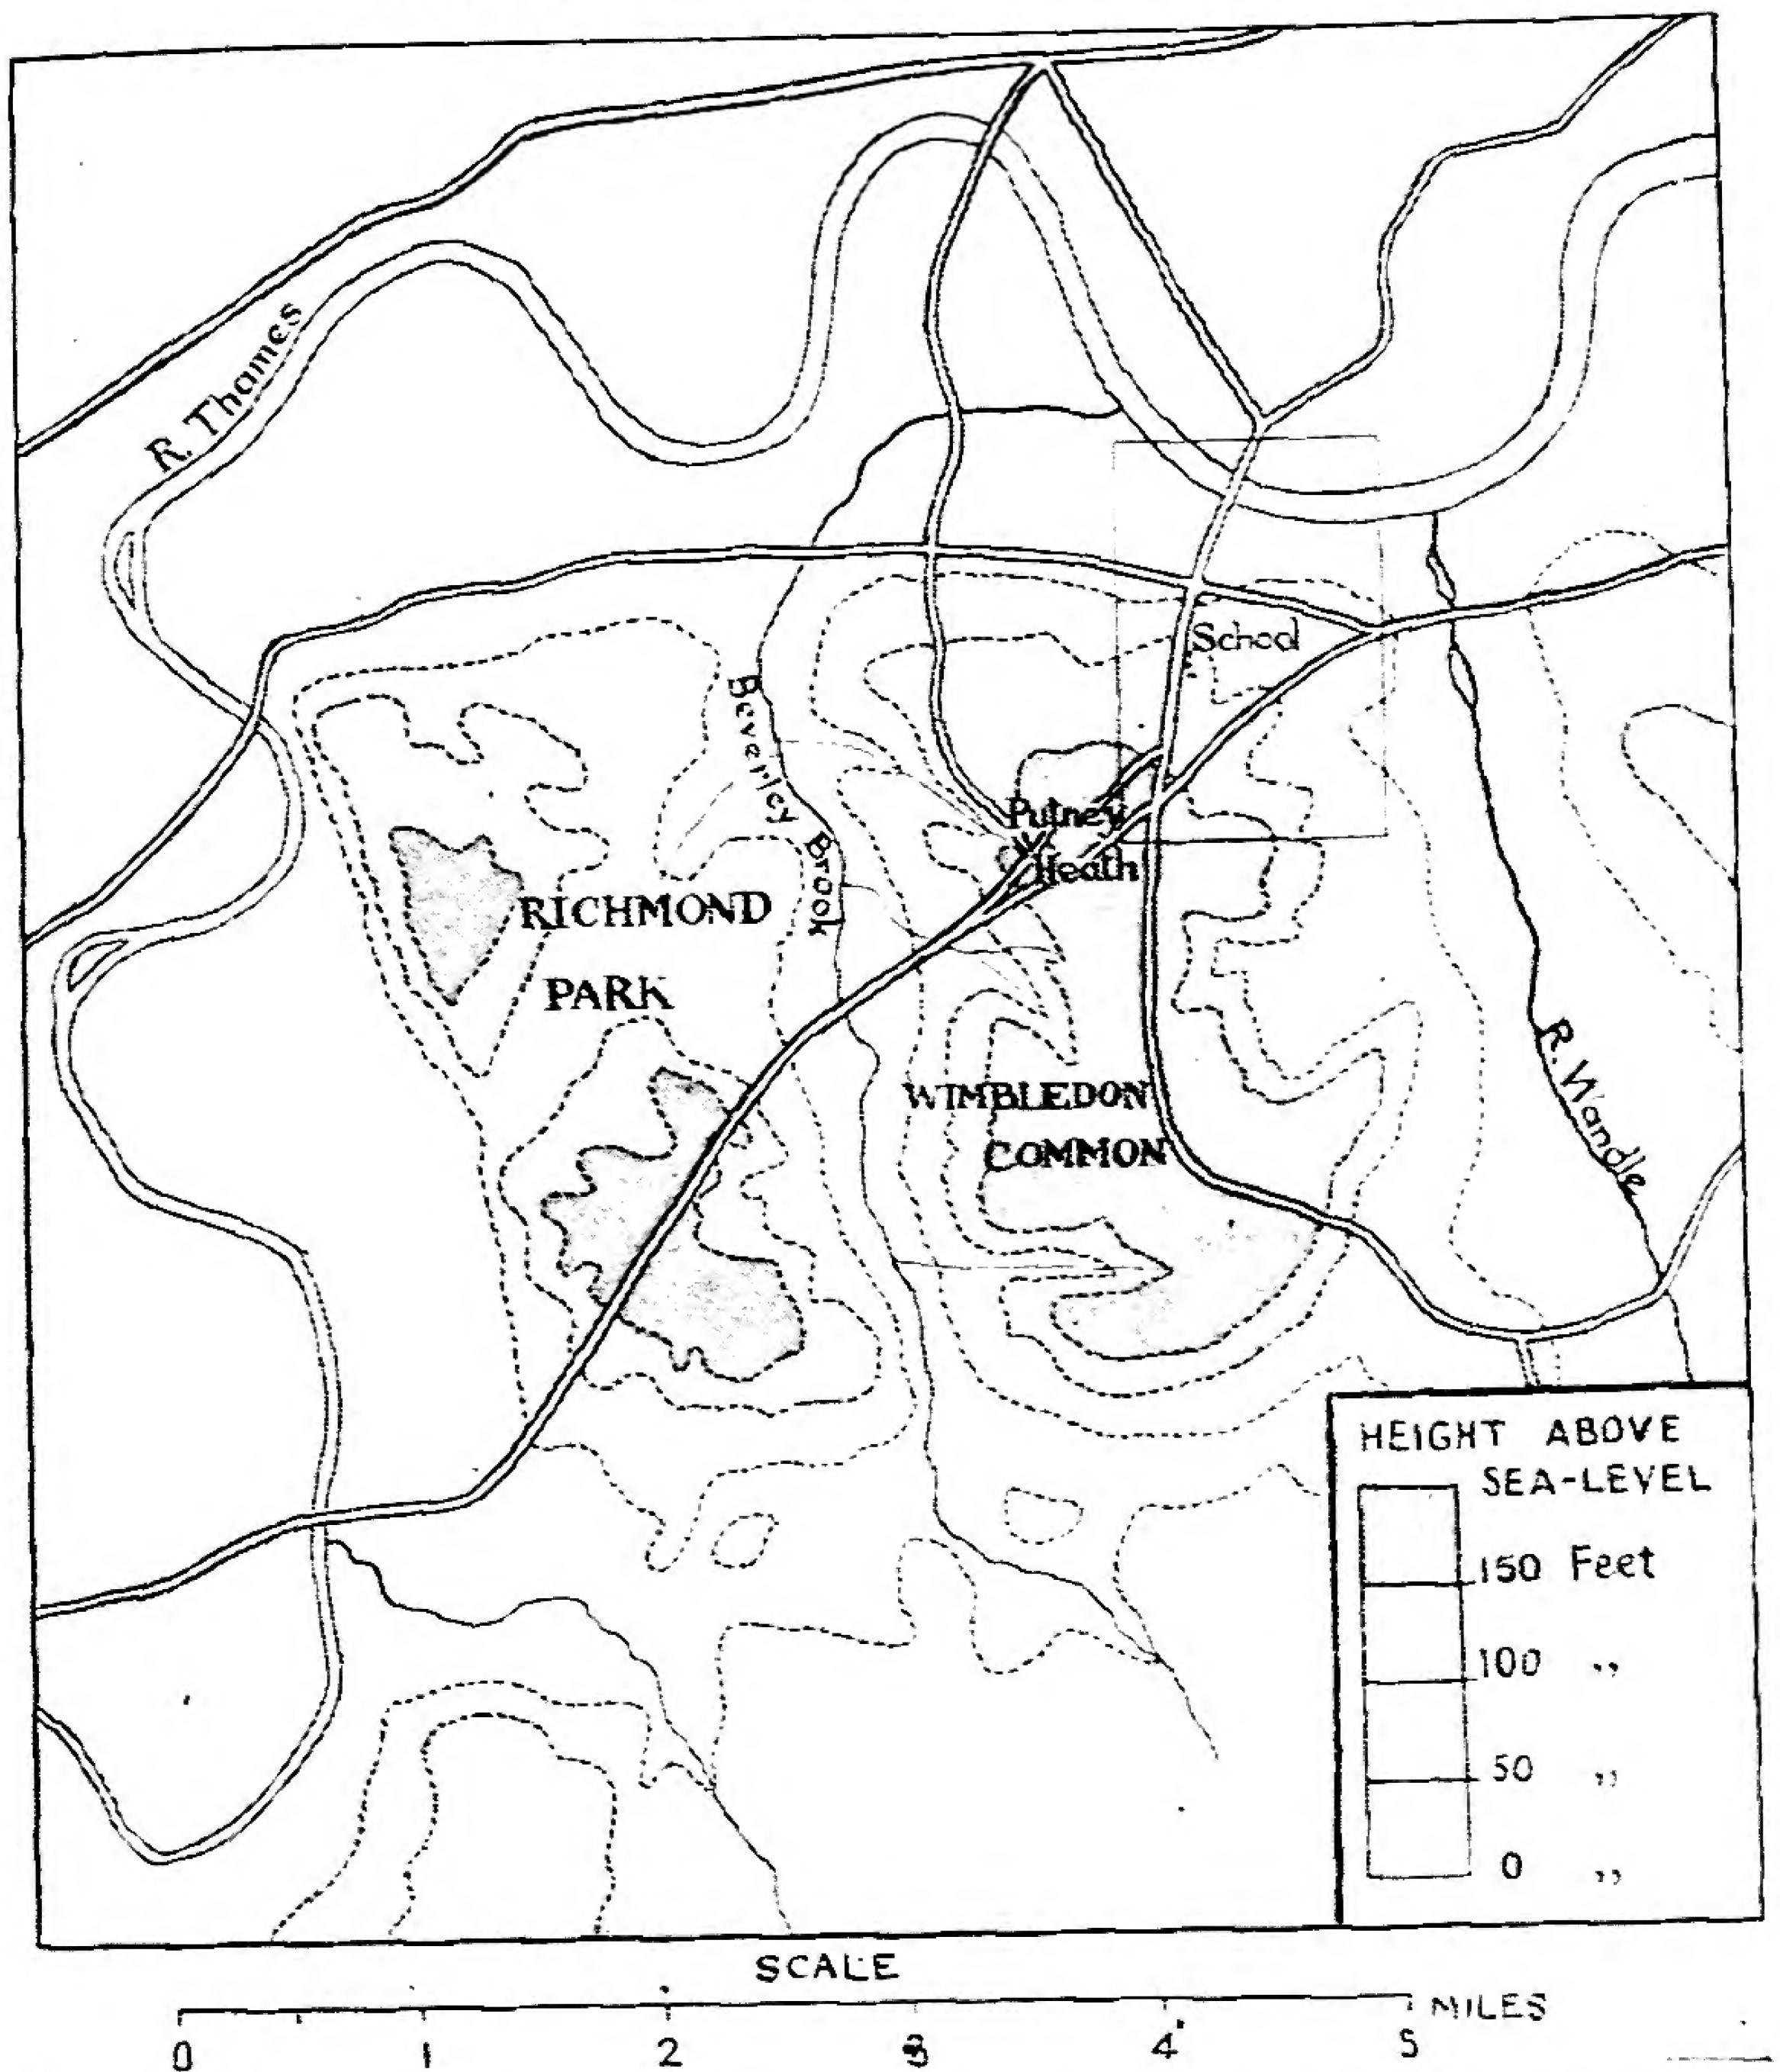 R. Thames
School
Beverley Brook
Putney
Heath
RICHMOND
PARK
WIMBLEDON
COMMON
R. Wandle
HEIGHT ABOVE
SEA-LEVEL
150 Feet
100 ,,
50 ,,
0 ,,
SCALE
MILES
0 1 2 3 4 5